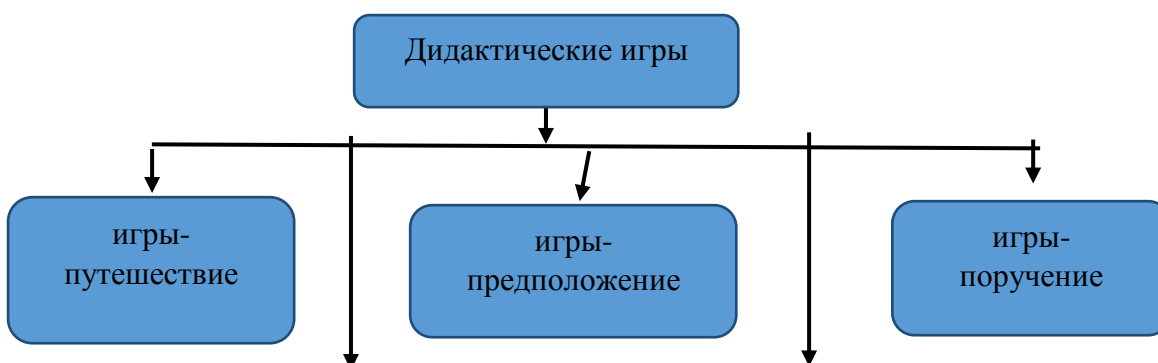 Дидактические игры
игры-
путешествие
игры-
предположение
игры-
поручение